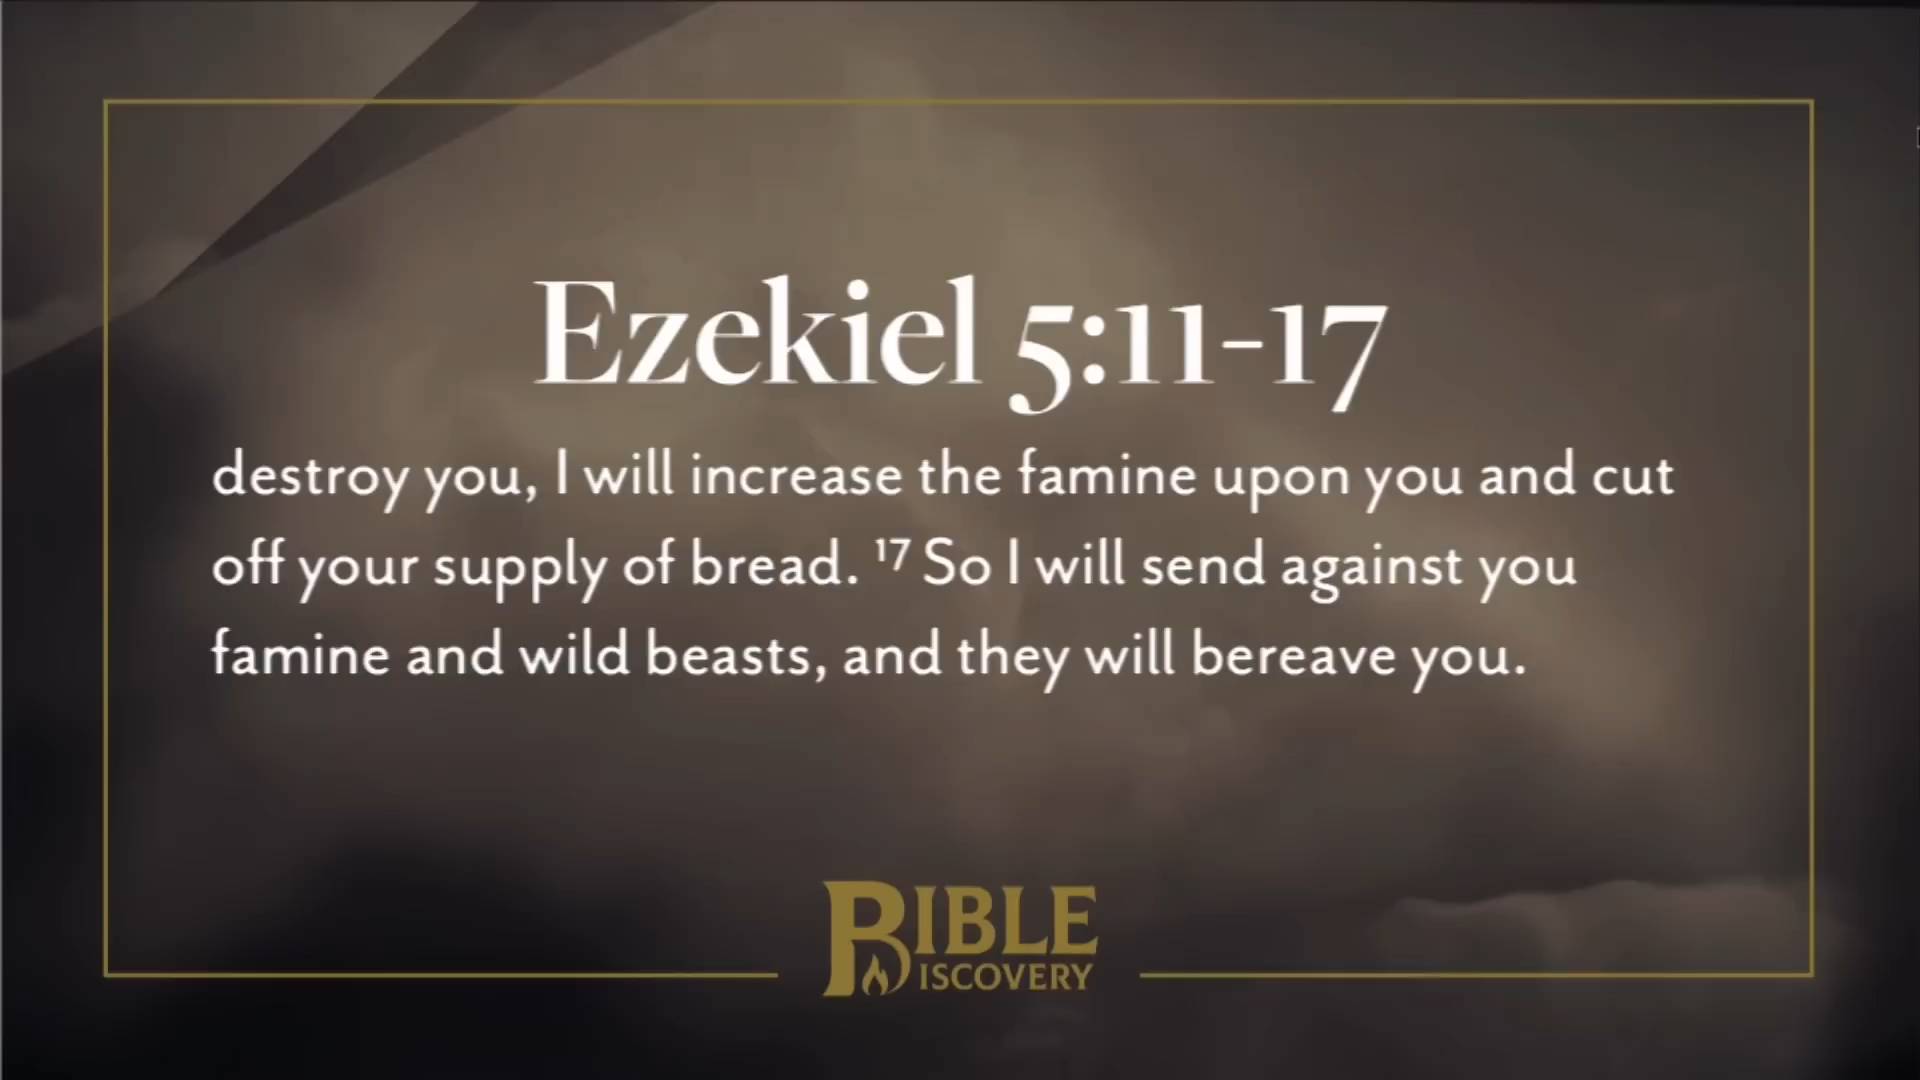 Ezekiel 5:11-17
destroy you, I will increase the famine upon you and cut
off your supply of bread. ¹⁷ So I will send against you
famine and wild beasts, and they will bereave you.
BIBLE
DISCOVERY